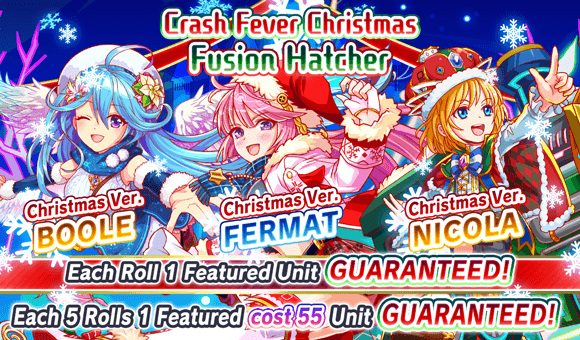 Crash Fever Christmas
Fusion Hatcher
Christmas Ver.
BOOLE
Christmas Ver.
FERMAT
Christmas Ver.
NICOLA
Each Roll 1 Featured Unit GUARANTEED!
Each 5 Rolls 1 Featured cost 55 Unit GUARANTEED!